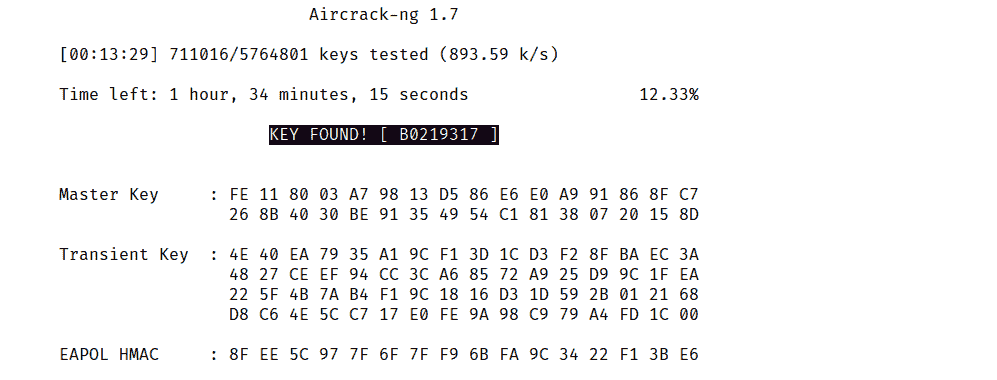 Aircrack-ng 1.7
[00:13:29] 711016/5764801 keys tested (893.59 k/s)
Time left: 1 hour, 34 minutes, 15 seconds 12.33%
KEY FOUND! [ B0219317 ]
Master Key : FE 11 80 03 A7 98 13 D5 86 E6 E0 A9 91 86 8F C7
26 8B 40 30 BE 91 35 49 54 C1 81 38 07 20 15 8D
Transient Key : 4E 40 EA 79 35 A1 9C F1 3D 1C D3 F2 8F BA EC 3A
48 27 CE EF 94 CC 3C A6 85 72 A9 25 D9 9C 1F EA
22 5F 4B 7A B4 F1 9C 18 16 D3 1D 59 2B 01 21 68
D8 C6 4E 5C C7 17 E0 FE 9A 98 C9 79 A4 FD 1C 00
EAPOL HMAC : 8F EE 5C 97 7F 6F 7F F9 6B FA 9C 34 22 F1 3B E6